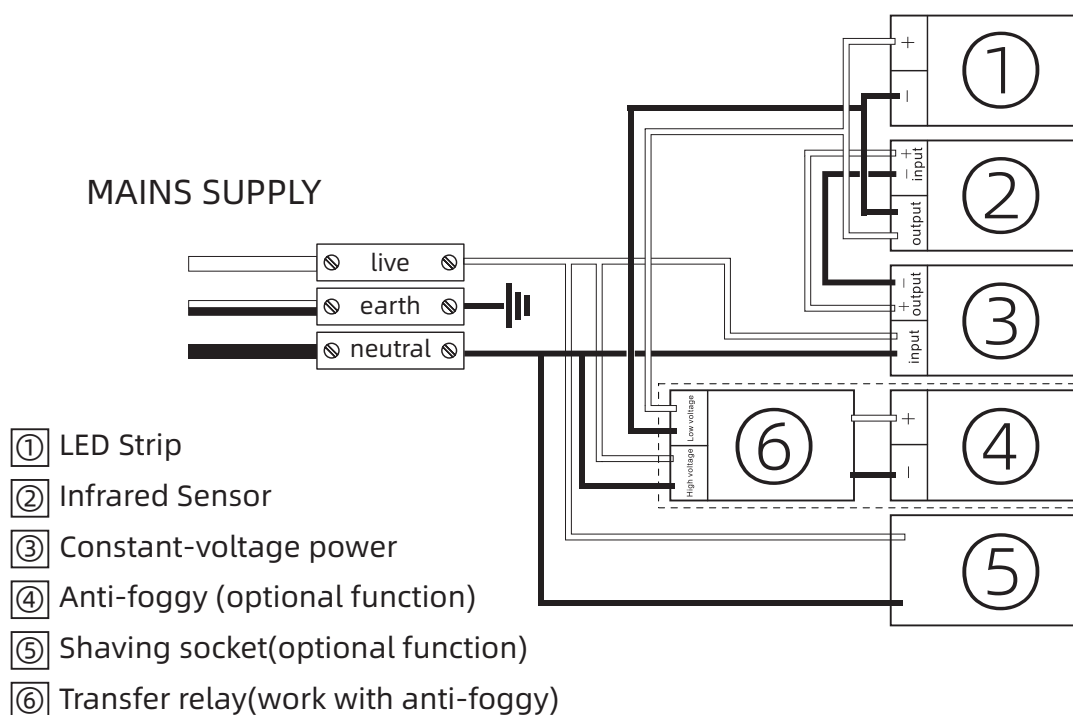 MAINS SUPPLY
live
earth
neutral
+
−
①
+
−
input
output
②
−
+
output
input
③
Low voltage
High voltage
⑥
+
−
④
⑤
① LED Strip
② Infrared Sensor
③ Constant-voltage power
④ Anti-foggy (optional function)
⑤ Shaving socket(optional function)
⑥ Transfer relay(work with anti-foggy)